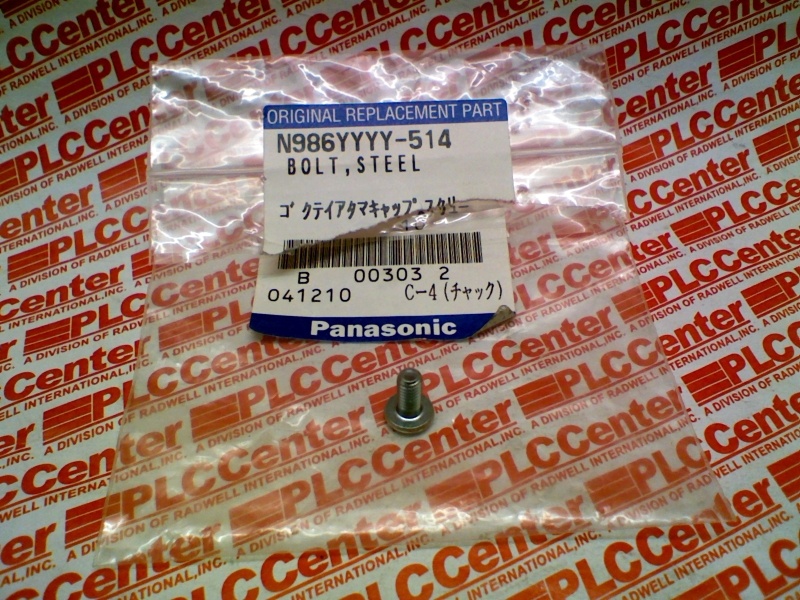 ORIGINAL REPLACEMENT PART
N986YYYY-514
BOLT,STEEL
ゴクテイアタマキャップスクリー
B 00303 2
041210 C-4(チャック)
Panasonic
PLCCenter
A DIVISION OF RADWELL INTERNATIONAL,INC.